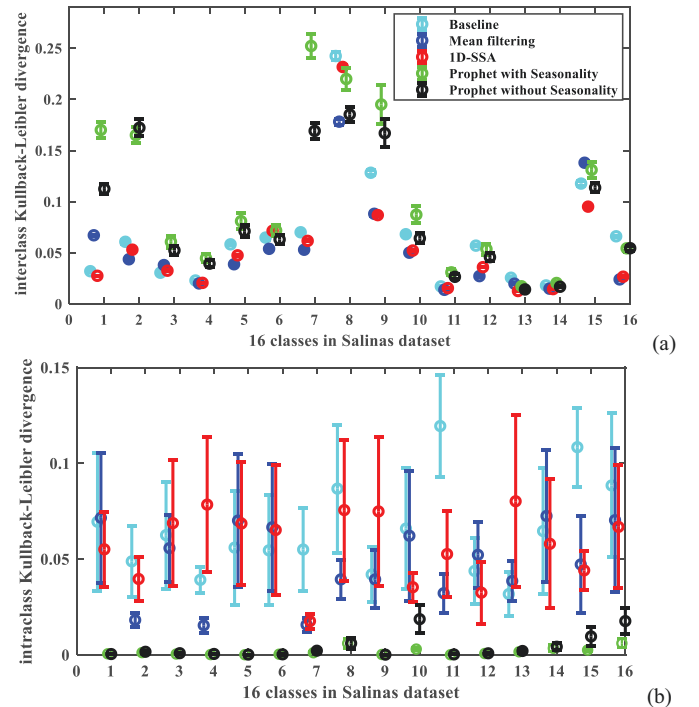 interclass Kullback-Leibler divergence
0.25
0.2
0.15
0.1
0.05
0
Baseline
Mean filtering
1D-SSA
Prophet with Seasonality
Prophet without Seasonality
0 1 2 3 4 5 6 7 8 9 10 11 12 13 14 15 16
16 classes in Salinas dataset
(a)
intraclass Kullback-Leibler divergence
0.15
0.1
0.05
0
0 1 2 3 4 5 6 7 8 9 10 11 12 13 14 15 16
16 classes in Salinas dataset
(b)